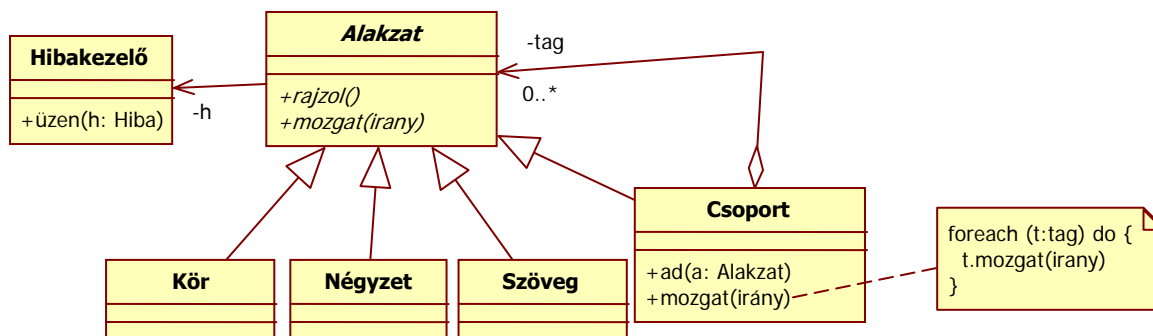 Hibakezelő
+üzen(h: Hiba)
-h
Alakzat
+rajzol()
+mozgat(irany)
-tag
0..*
Csoport
+ad(a: Alakzat)
+mozgat(irány)
foreach (t:tag) do {
t.mozgat(irany)
}
Kör
Négyzet
Szöveg